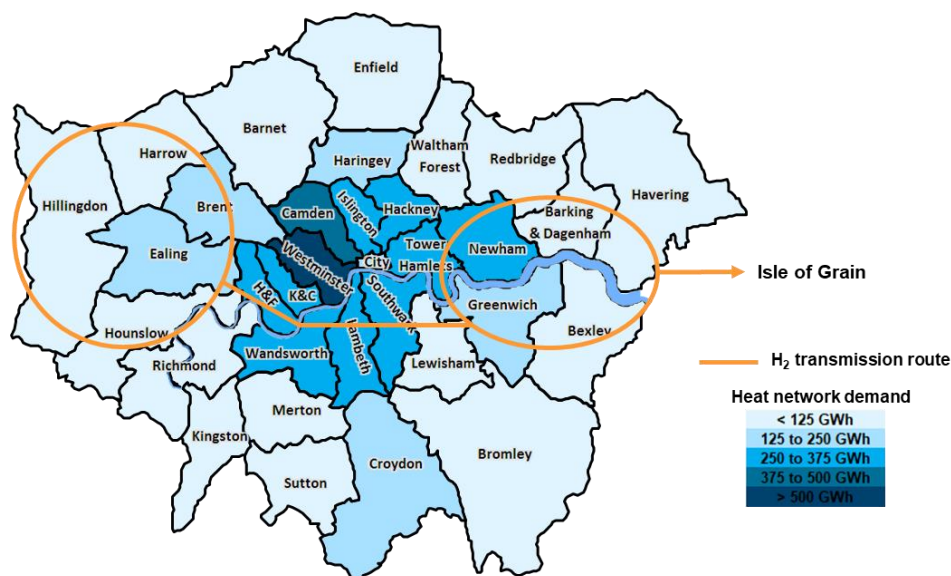 Enfield
Barnet
Harrow
Haringey
Waltham
Forest
Redbridge
Havering
Hillingdon
Brent
Camden
Islington
Hackney
Barking
& Dagenham
Ealing
Westminster
City
Tower
Hamlets
Newham
Isle of Grain
H&F
K&C
Southwark
Greenwich
Hounslow
Bexley
Richmond
Wandsworth
Lambeth
Lewisham
H₂ transmission route
Merton
Kingston
Sutton
Croydon
Bromley
Heat network demand
< 125 GWh
125 to 250 GWh
250 to 375 GWh
375 to 500 GWh
> 500 GWh